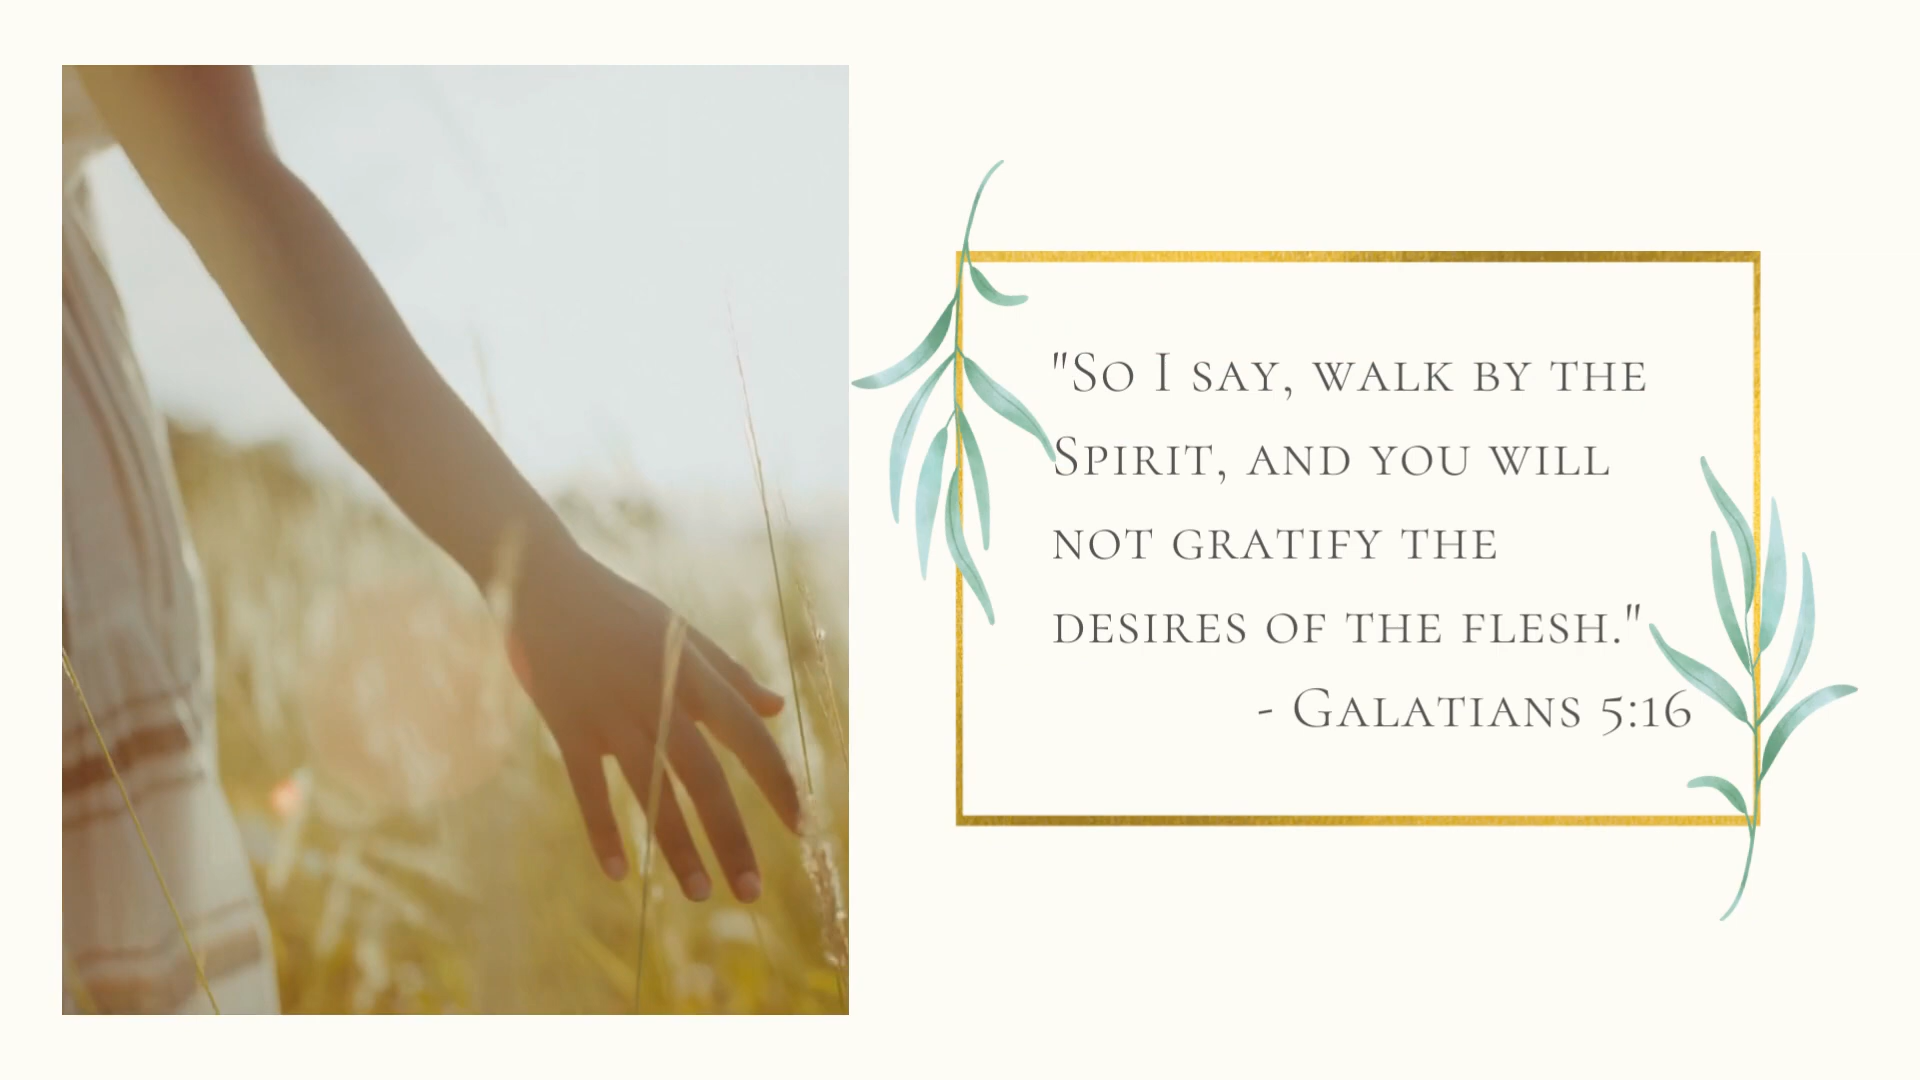 "So I say, walk by the
Spirit, and you will
not gratify the
desires of the flesh."
- Galatians 5:16